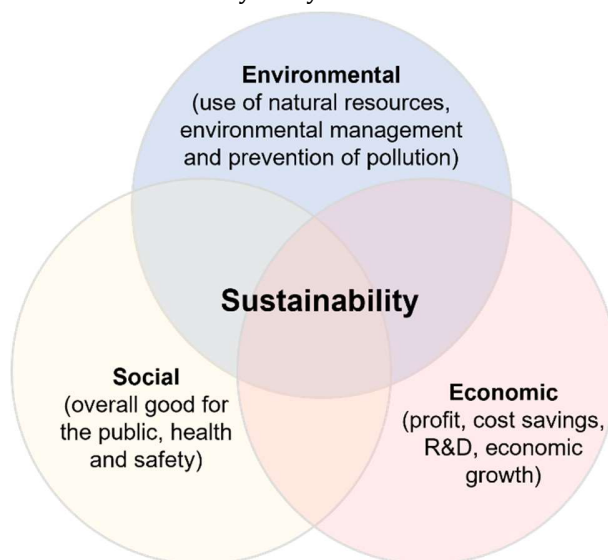 Environmental
(use of natural resources,
environmental management
and prevention of pollution)
Sustainability
Social
(overall good for
the public, health
and safety)
Economic
(profit, cost savings,
R&D, economic
growth)